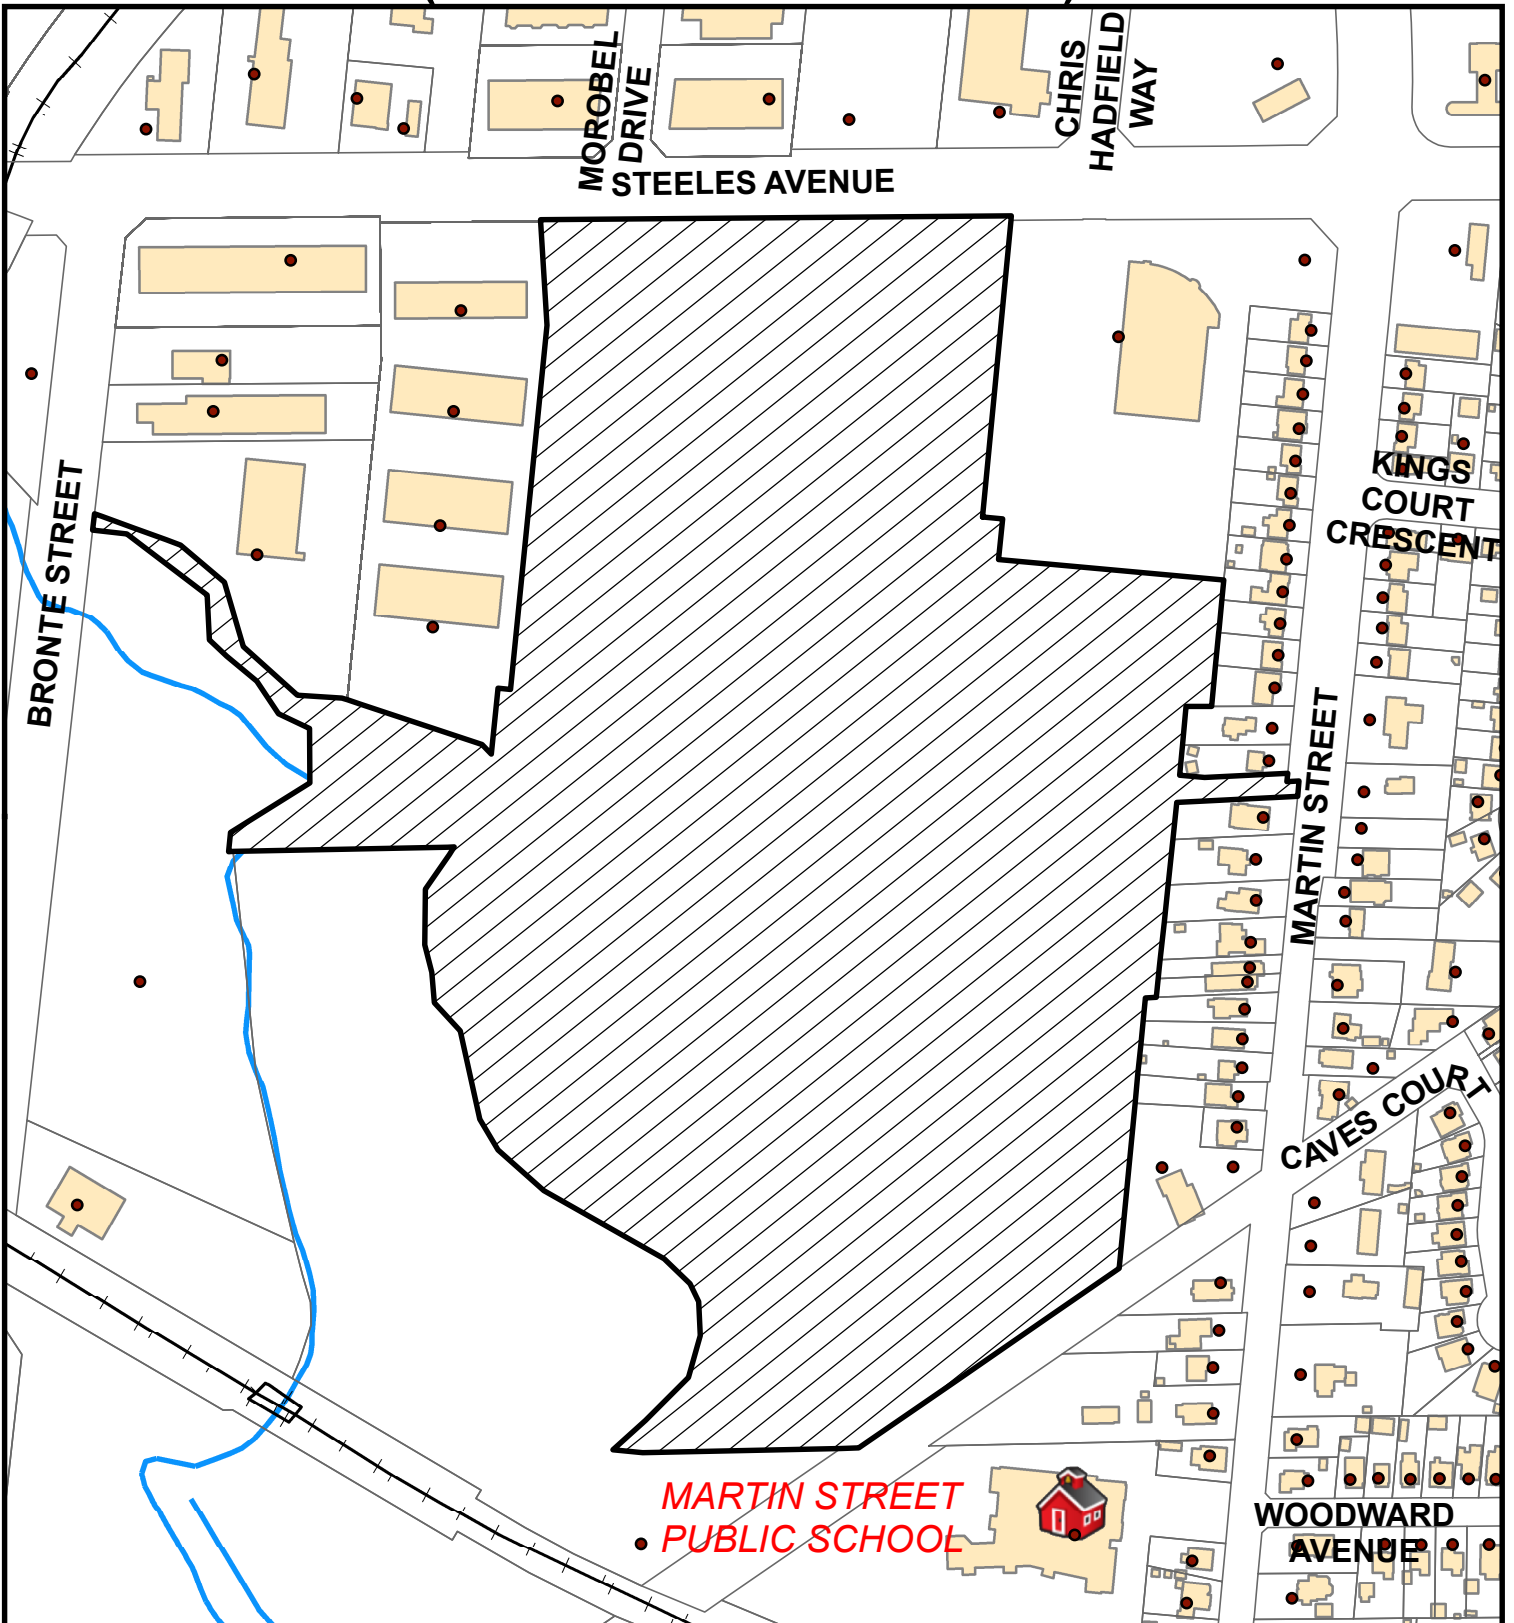 MOROBEL
DRIVE
CHRIS
HADFIELD
WAY
STEELES AVENUE
BRONTE STREET
KINGS
COURT
CRESCENT
MARTIN STREET
CAVES COURT
MARTIN STREET
PUBLIC SCHOOL
WOODWARD
AVENUE